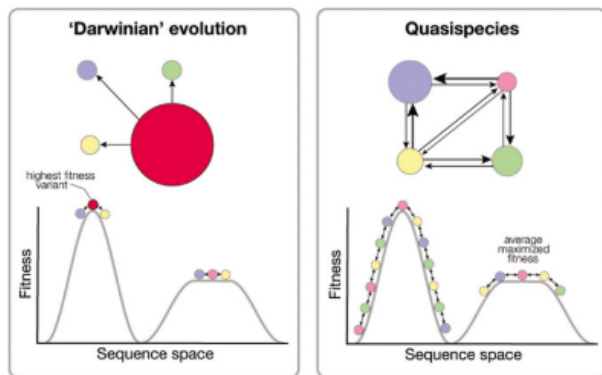 'Darwinian' evolution
highest fitness
variant
Fitness
Sequence space
Quasispecies
average
maximized
fitness
Fitness
Sequence space